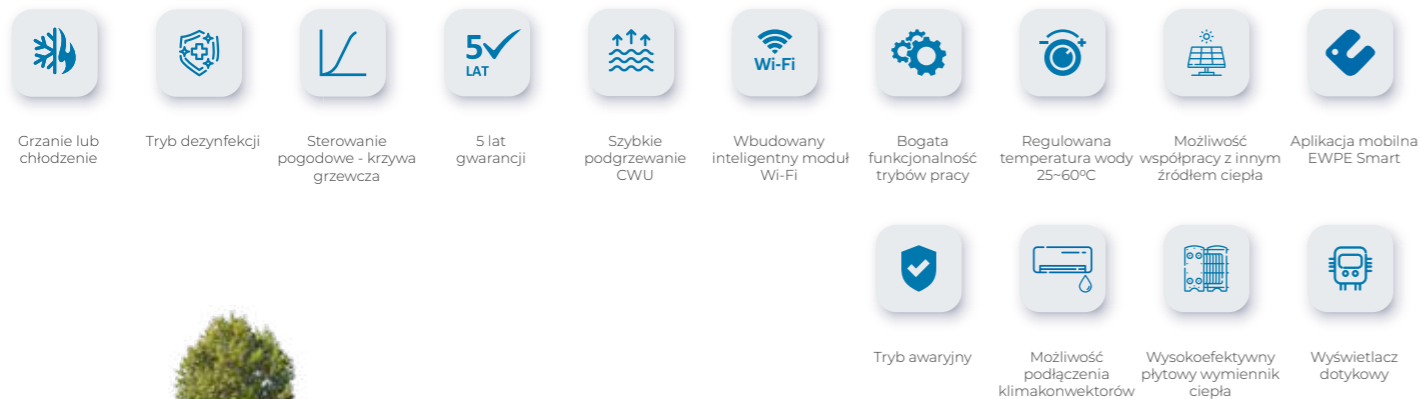 5
LAT
Wi-Fi
Grzanie lub
chłodzenie
Tryb dezynfekcji
Sterowanie
pogodowe - krzywa
grzewcza
5 lat
gwarancji
Szybkie
podgrzewanie
CWU
Wbudowany
inteligentny moduł
Wi-Fi
Bogata
funkcjonalność
trybów pracy
Regulowana
temperatura wody
25~60ºC
Możliwość
współpracy z innym
źródłem ciepła
Aplikacja mobilna
EWPE Smart
Tryb awaryjny
Możliwość
podłączenia
klimakonwektorów
Wysokoefektywny
płytowy wymiennik
ciepła
Wyświetlacz
dotykowy